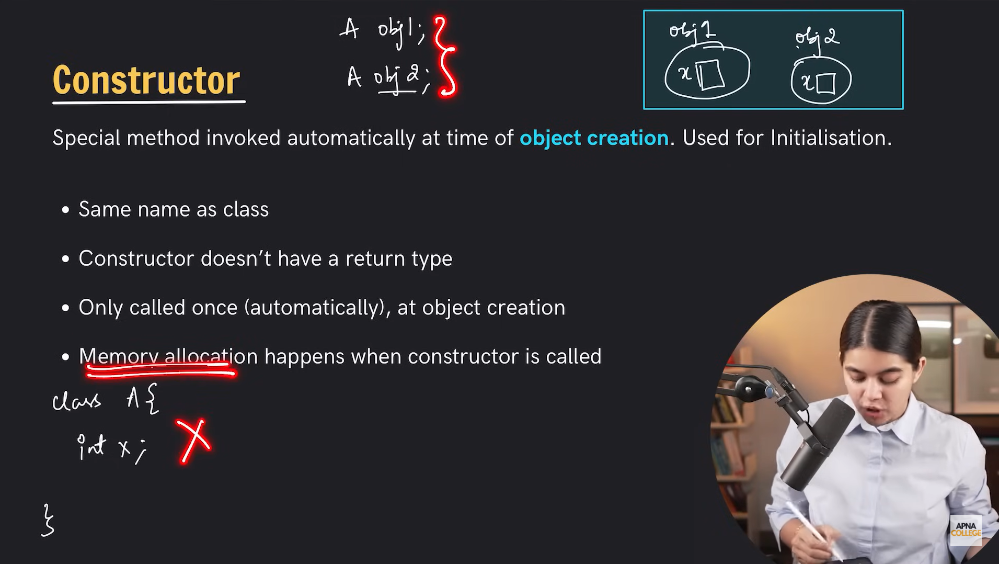 A obj1;
A obj2;
obj1
obj2
x
x
Constructor
Special method invoked automatically at time of object creation. Used for Initialisation.
• Same name as class
• Constructor doesn’t have a return type
• Only called once (automatically), at object creation
• Memory allocation happens when constructor is called
class A{
int x;
}
APNA
COLLEGE